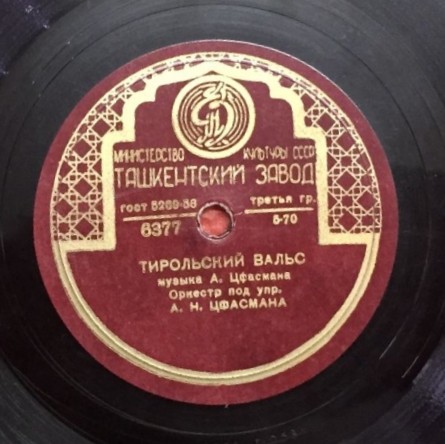 МИНИСТЕРСТВО КУЛЬТУРЫ СССР
ТАШКЕНТСКИЙ ЗАВОД
ГОСТ 5289-56 третья гр.
6377 5-70
ТИРОЛЬСКИЙ ВАЛЬС
музыка А. Цфасмана
Оркестр под упр.
А. Н. ЦФАСМАНА